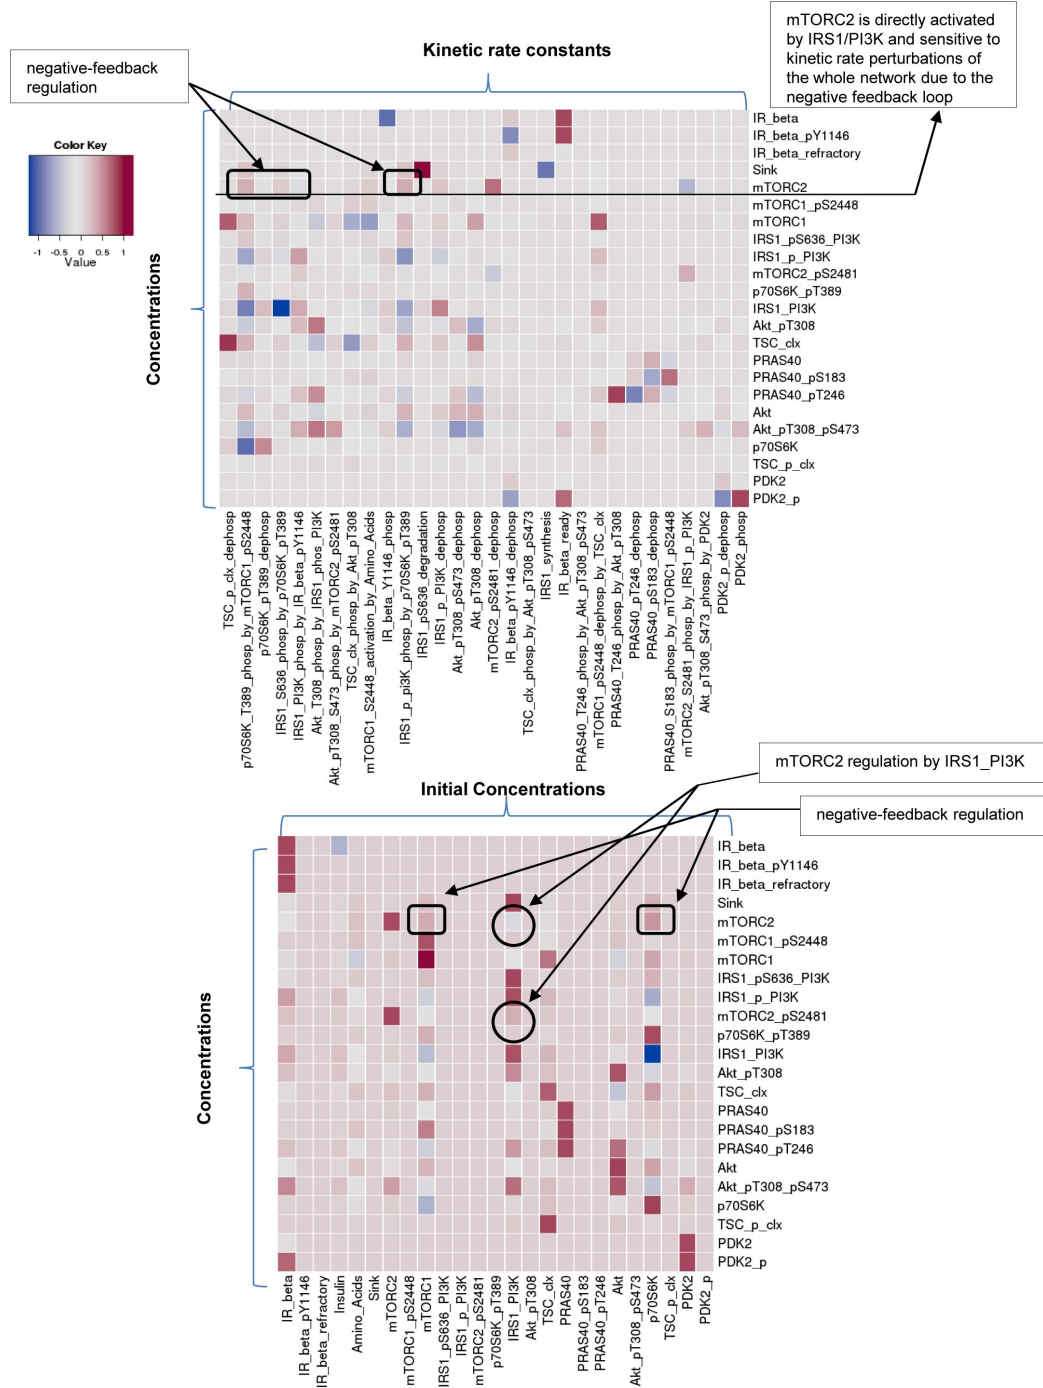 mTORC2 is directly activated
by IRS1/PI3K and sensitive to
kinetic rate perturbations of
the whole network due to the
negative feedback loop
Kinetic rate constants
negative-feedback
regulation
Color Key
-1 -0.5 0 0.5 1
Value
Concentrations
IR_beta
IR_beta_pY1146
IR_beta_refractory
Sink
mTORC2
mTORC1_pS2448
mTORC1
IRS1_pS636_PI3K
IRS1_p_PI3K
mTORC2_pS2481
p70S6K_pT389
IRS1_PI3K
Akt_pT308
TSC_clx
PRAS40
PRAS40_pS183
PRAS40_pT246
Akt
Akt_pT308_pS473
p70S6K
TSC_p_clx
PDK2
PDK2_p
TSC_p_clx_dephosp
p70S6K_T389_phosp_by_mTORC1_pS2448
p70S6K_pT389_dephosp
IRS1_S636_phosp_by_p70S6K_pT389
IRS1_PI3K_phosp_by_IR_beta_pY1146
Akt_T308_phosp_by_IRS1_phos_PI3K
Akt_pT308_S473_phosp_by_mTORC2_pS2481
TSC_clx_phosp_by_Akt_pT308
mTORC1_S2448_activation_by_Amino_Acids
IR_beta_Y1146_phosp
IRS1_p_pi3K_phosp_by_p70S6K_pT389
IRS1_pS636_degradation
IRS1_p_PI3K_dephosp
Akt_pT308_pS473_dephosp
Akt_pT308_dephosp
mTORC2_pS2481_dephosp
IR_beta_pY1146_dephosp
TSC_clx_phosp_by_Akt_pT308_pS473
IRS1_synthesis
IR_beta_ready
PRAS40_T246_phosp_by_Akt_pT308_pS473
mTORC1_pS2448_dephosp_by_TSC_clx
PRAS40_T246_phosp_by_Akt_pT308
PRAS40_pT246_dephosp
PRAS40_pS183_dephosp
PRAS40_S183_phosp_by_mTORC1_pS2448
mTORC2_S2481_phosp_by_IRS1_p_PI3K
Akt_pT308_S473_phosp_by_PDK2
PDK2_p_dephosp
PDK2_phosp
mTORC2 regulation by IRS1_PI3K
Initial Concentrations
negative-feedback regulation
Concentrations
IR_beta
IR_beta_pY1146
IR_beta_refractory
Sink
mTORC2
mTORC1_pS2448
mTORC1
IRS1_pS636_PI3K
IRS1_p_PI3K
mTORC2_pS2481
p70S6K_pT389
IRS1_PI3K
Akt_pT308
TSC_clx
PRAS40
PRAS40_pS183
PRAS40_pT246
Akt
Akt_pT308_pS473
p70S6K
TSC_p_clx
PDK2
PDK2_p
IR_beta
IR_beta_pY1146
IR_beta_refractory
Insulin
Amino_Acids
Sink
mTORC2
mTORC1_pS2448
mTORC1
IRS1_pS636_PI3K
IRS1_p_PI3K
mTORC2_pS2481
p70S6K_pT389
IRS1_PI3K
Akt_pT308
TSC_clx
PRAS40
PRAS40_pS183
PRAS40_pT246
Akt
Akt_pT308_pS473
p70S6K
TSC_p_clx
PDK2
PDK2_p